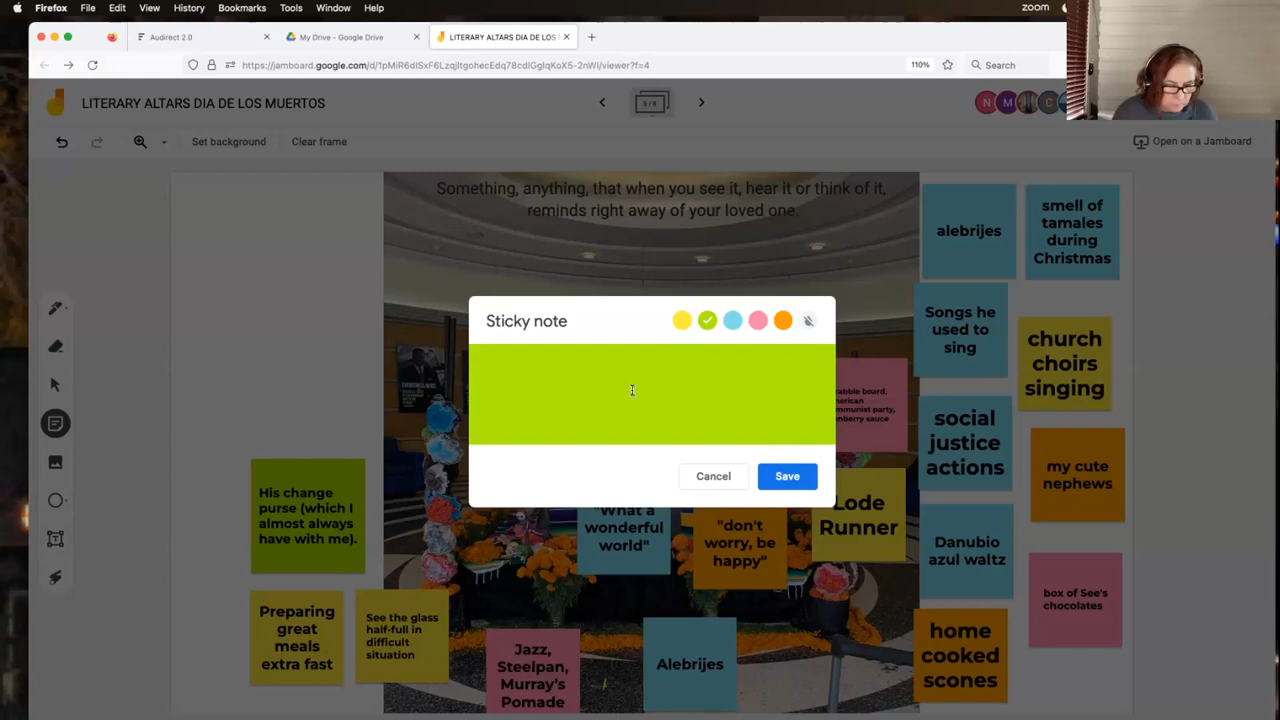 Firefox File Edit View History Bookmarks Tools Window Help
zoom
Audirect 2.0
My Drive - Google Drive
LITERARY ALTARS DIA DE LOS
110%
Search
LITERARY ALTARS DIA DE LOS MUERTOS
5/8
N M C
Set background
Clear frame
Open on a Jamboard
Something, anything, that when you see it, hear it or think of it,
reminds right away of your loved one.
alebrijes
smell of
tamales
during
Christmas
Songs he
used to
sing
church
choirs
singing
Sticky note
Cancel
Save
board,
party,
sauce
social
justice
actions
my cute
nephews
His change
purse (which I
almost always
have with me).
"What a
wonderful
world"
"don't
worry, be
happy"
Lode
Runner
Danubio
azul waltz
box of See's
chocolates
Preparing
great
meals
extra fast
See the glass
half-full in
difficult
situation
Jazz,
Steelpan,
Murray's
Pomade
Alebrijes
home
cooked
scones